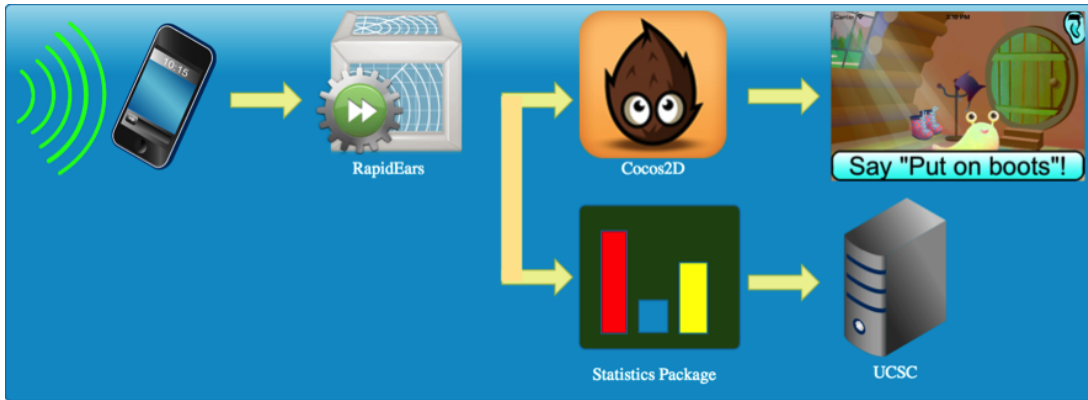 10:15
RapidEars
Cocos2D
Say "Put on boots"!
Statistics Package
UCSC